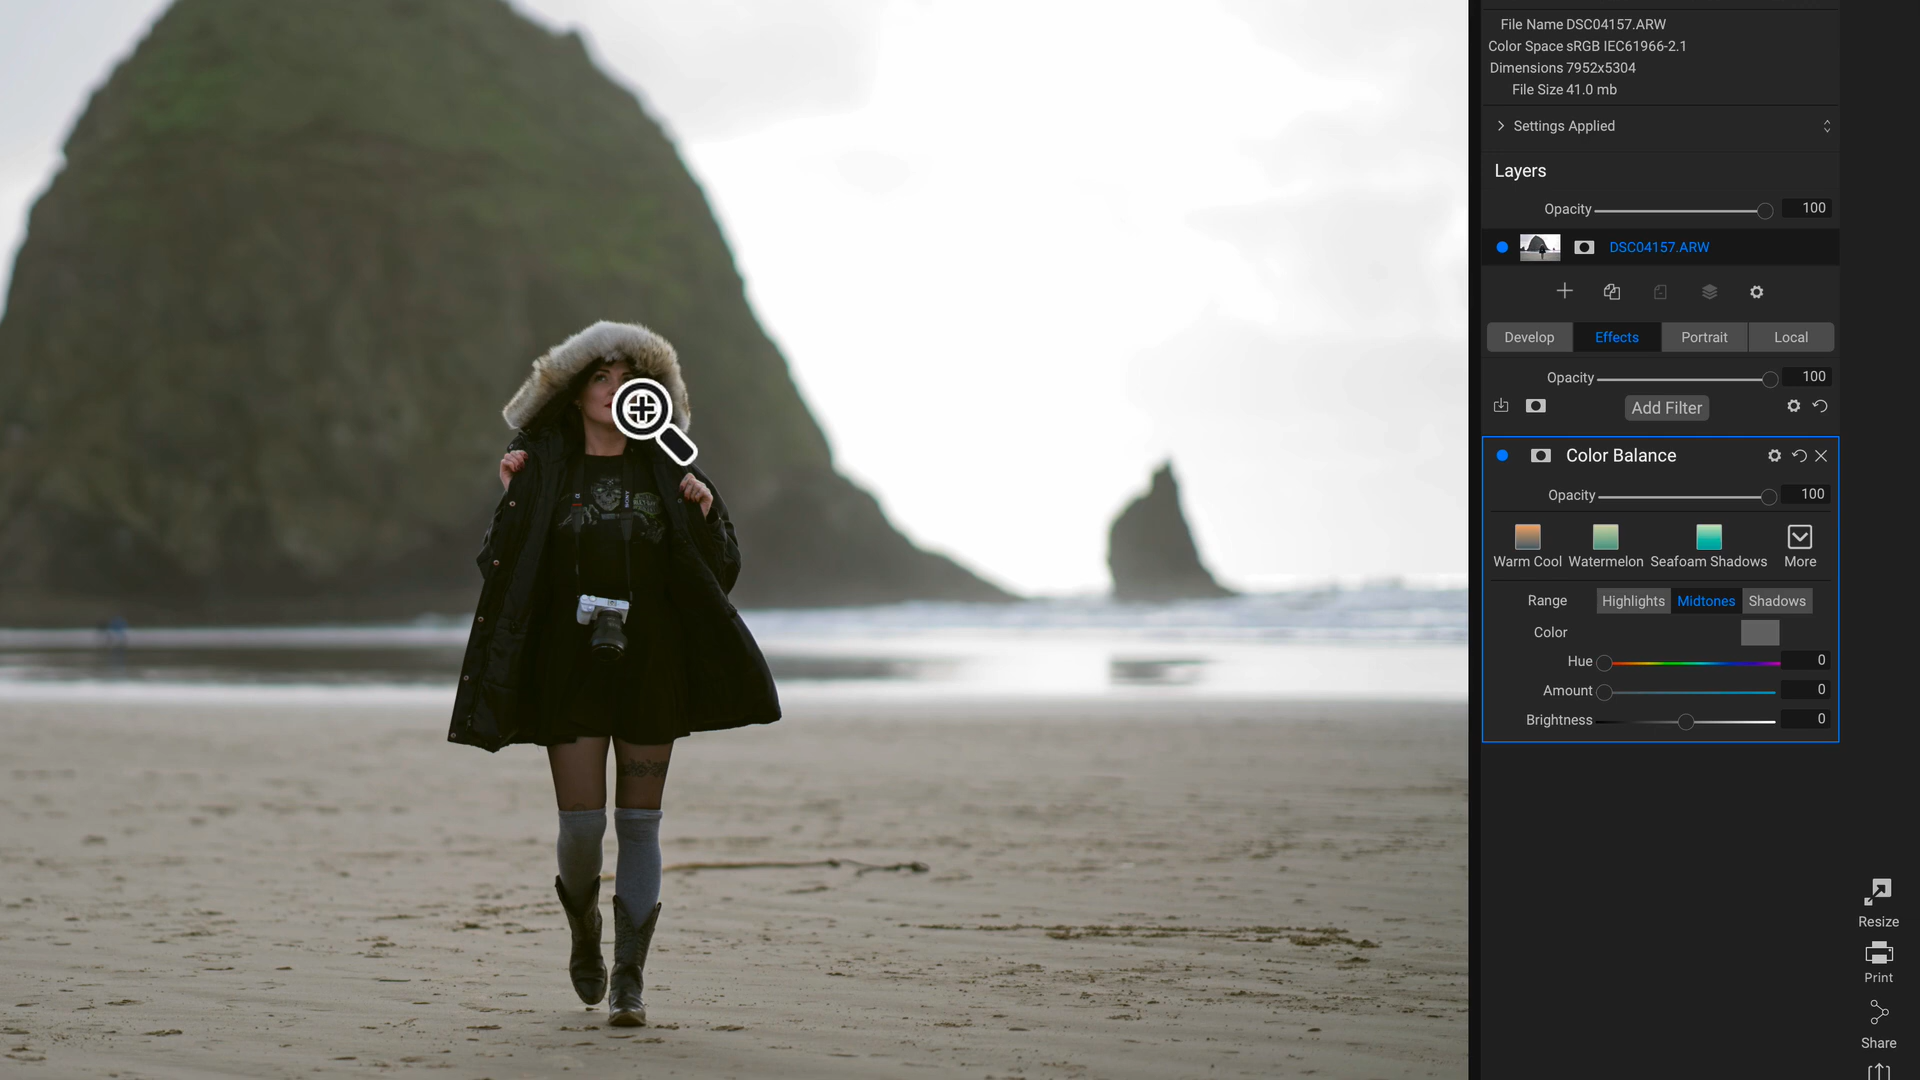 File Name DSC04157.ARW
Color Space sRGB IEC61966-2.1
Dimensions 7952x5304
File Size 41.0 mb
Settings Applied
Layers
Opacity 100
DSC04157.ARW
Develop Effects Portrait Local
Opacity 100
Add Filter
Color Balance
Opacity 100
Warm Cool Watermelon Seafoam Shadows More
Range Highlights Midtones Shadows
Color
Hue 0
Amount 0
Brightness 0
Resize
Print
Share
SONY